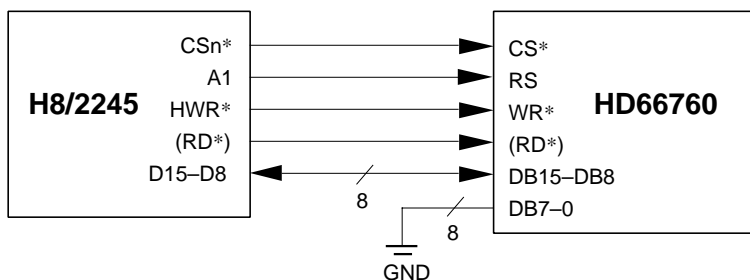 CSn* CS*
A1 RS
H8/2245 HWR* WR* HD66760
(RD*) (RD*)
D15–D8 DB15–DB8
8 DB7–0
8
GND